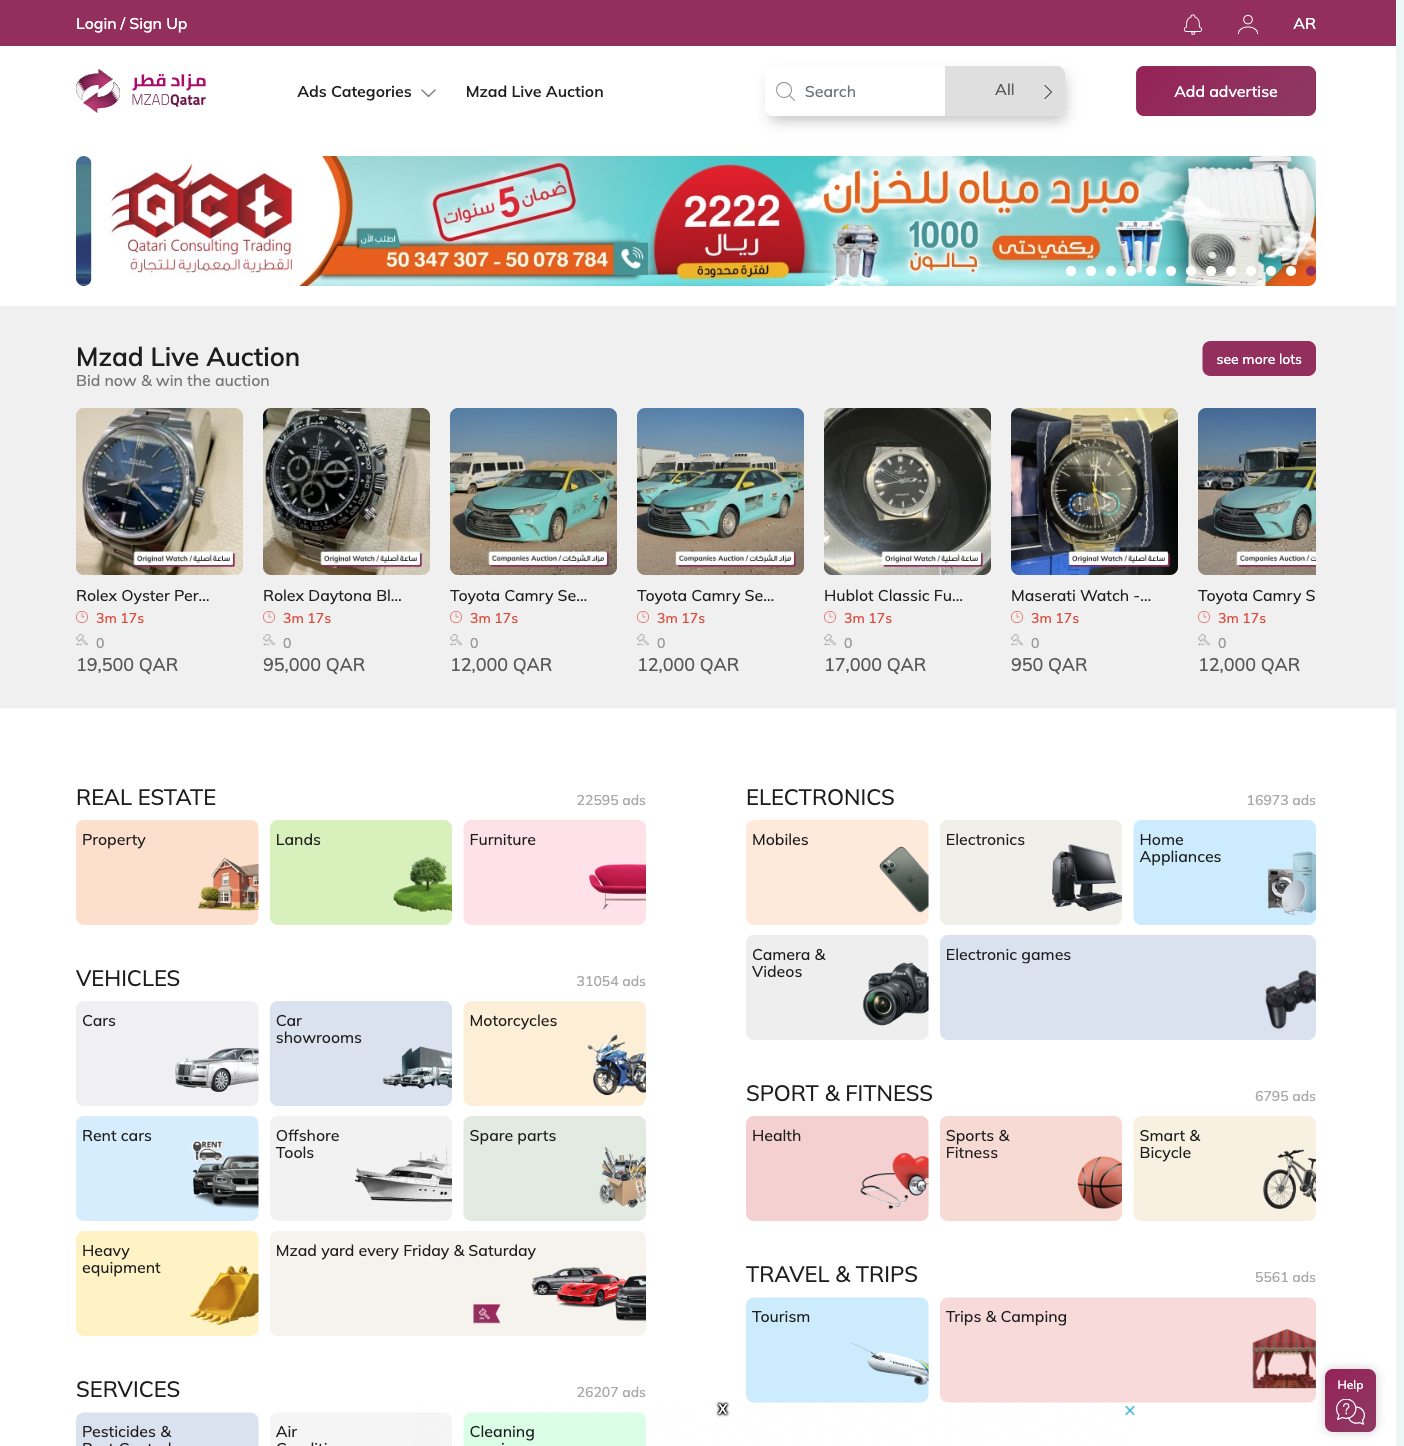 Login / Sign Up
AR
مزاد قطر
MZADQatar
Ads Categories
Mzad Live Auction
Search
All
Add advertise
Qct
Qatari Consulting Trading
القطرية المعمارية للتجارة
ضمان 5 سنوات
اطلب الآن
50 347 307 - 50 078 784
2222
ريال
لفترة محدودة
مبرد مياه للخزان
يكفي حتى
1000
جالون
Mzad Live Auction
Bid now & win the auction
see more lots
Original Watch / ساعة أصلية
Original Watch / ساعة أصلية
Companies Auction / مزاد الشركات
Companies Auction / مزاد الشركات
Original Watch / ساعة أصلية
Original Watch / ساعة أصلية
Companies Auction /
Rolex Oyster Per...
3m 17s
0
19,500 QAR
Rolex Daytona Bl...
3m 17s
0
95,000 QAR
Toyota Camry Se...
3m 17s
0
12,000 QAR
Toyota Camry Se...
3m 17s
0
12,000 QAR
Hublot Classic Fu...
3m 17s
0
17,000 QAR
Maserati Watch -...
3m 17s
0
950 QAR
Toyota Camry S
3m 17s
0
12,000 QAR
REAL ESTATE
22595 ads
Property
Lands
Furniture
VEHICLES
31054 ads
Cars
Car
showrooms
Motorcycles
Rent cars
RENT
Offshore
Tools
Spare parts
Heavy
equipment
Mzad yard every Friday & Saturday
SERVICES
26207 ads
Pesticides &
Air
Cleaning
ELECTRONICS
16973 ads
Mobiles
Electronics
Home
Appliances
Camera &
Videos
Electronic games
SPORT & FITNESS
6795 ads
Health
Sports &
Fitness
Smart &
Bicycle
TRAVEL & TRIPS
5561 ads
Tourism
Trips & Camping
Help
X